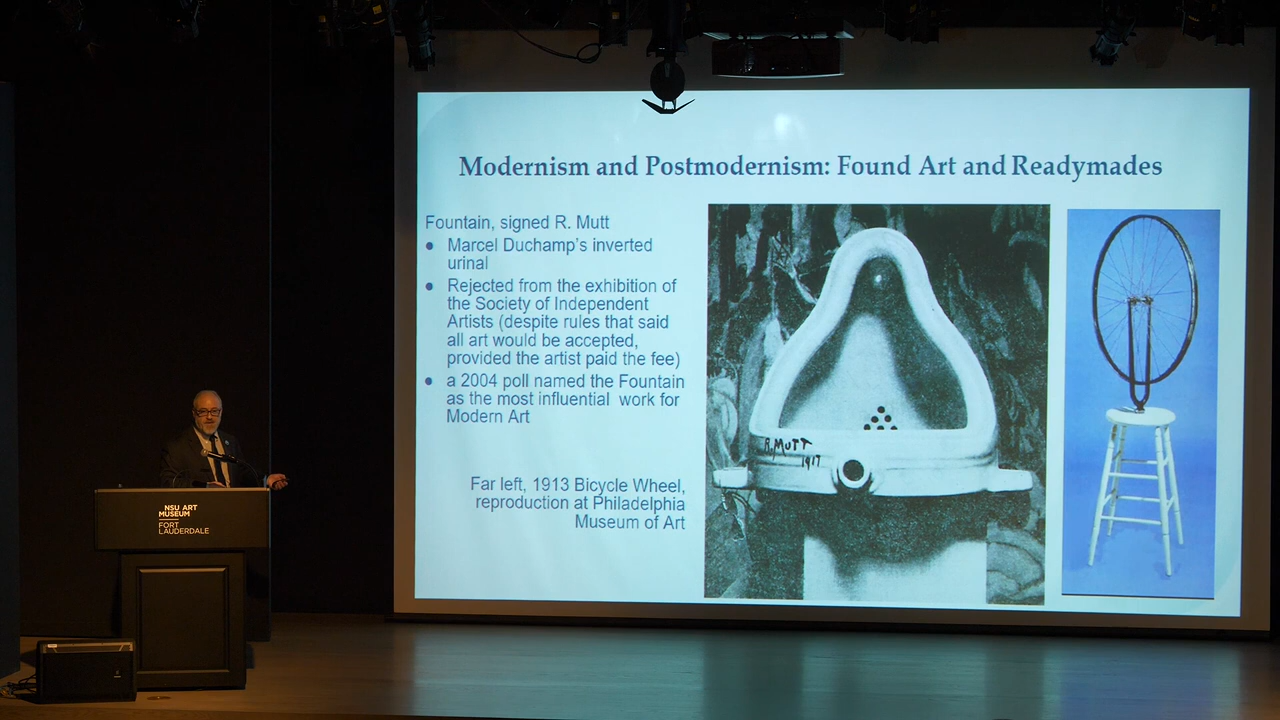 Modernism and Postmodernism: Found Art and Readymades
Fountain, signed R. Mutt
● Marcel Duchamp's inverted
urinal
● Rejected from the exhibition of
the Society of Independent
Artists (despite rules that said
all art would be accepted,
provided the artist paid the fee)
● a 2004 poll named the Fountain
as the most influential work for
Modern Art
Far left, 1913 Bicycle Wheel,
reproduction at Philadelphia
Museum of Art
R. MUTT
1917
NSU ART
MUSEUM
FORT
LAUDERDALE